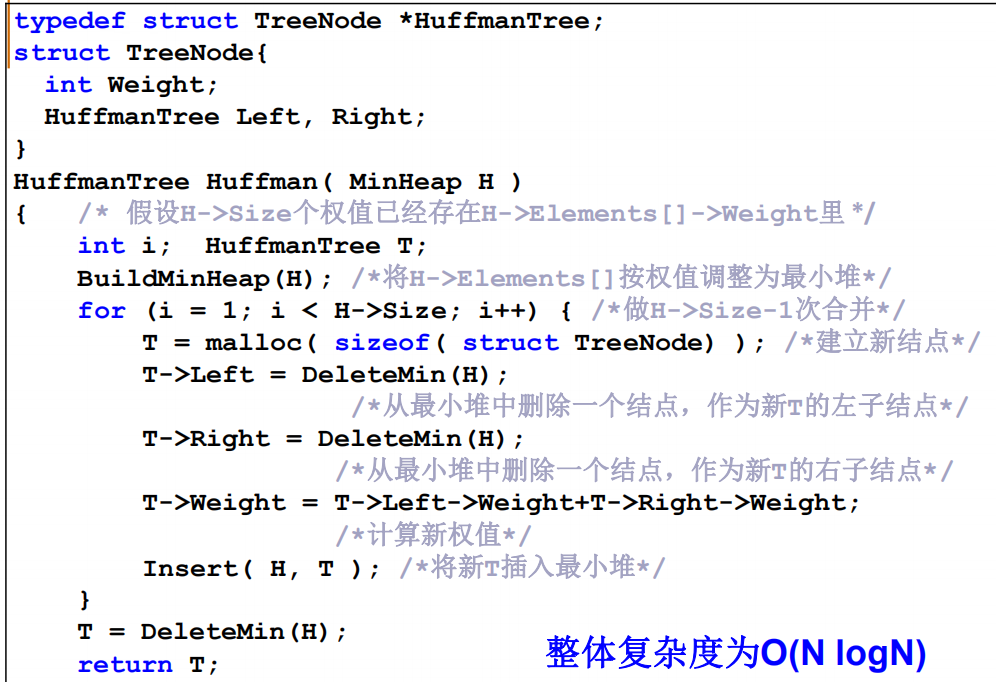 typedef struct TreeNode *HuffmanTree;
struct TreeNode{
  int Weight;
  HuffmanTree Left, Right;
}
HuffmanTree Huffman( MinHeap H )
{   /* 假设H->Size个权值已经存在H->Elements[]->Weight里 */
    int i;  HuffmanTree T;
    BuildMinHeap(H); /*将H->Elements[]按权值调整为最小堆*/
    for (i = 1; i < H->Size; i++) { /*做H->Size-1次合并*/
        T = malloc( sizeof( struct TreeNode) ); /*建立新结点*/
        T->Left = DeleteMin(H);
                     /*从最小堆中删除一个结点，作为新T的左子结点*/
        T->Right = DeleteMin(H);
                    /*从最小堆中删除一个结点，作为新T的右子结点*/
        T->Weight = T->Left->Weight+T->Right->Weight;
                    /*计算新权值*/
        Insert( H, T ); /*将新T插入最小堆*/
    }
    T = DeleteMin(H);
    return T;
整体复杂度为O(N logN)